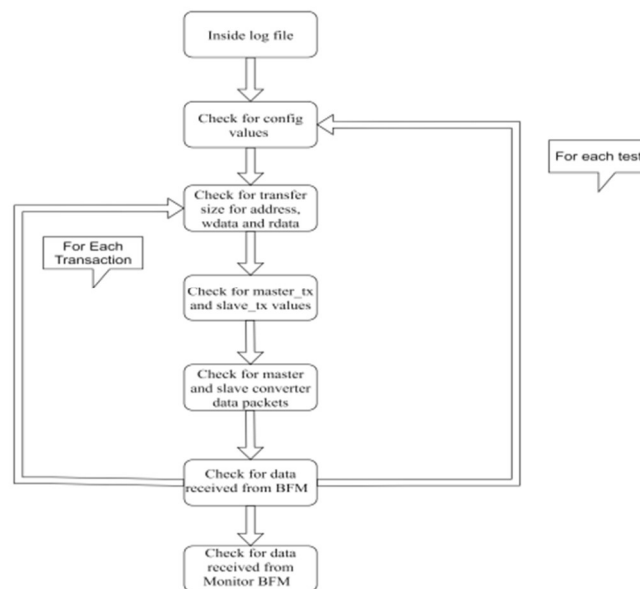 Inside log file
Check for config
values
For each test
Check for transfer
size for address,
wdata and rdata
For Each
Transaction
Check for master_tx
and slave_tx values
Check for master
and slave converter
data packets
Check for data
received from BFM
Check for data
received from
Monitor BFM